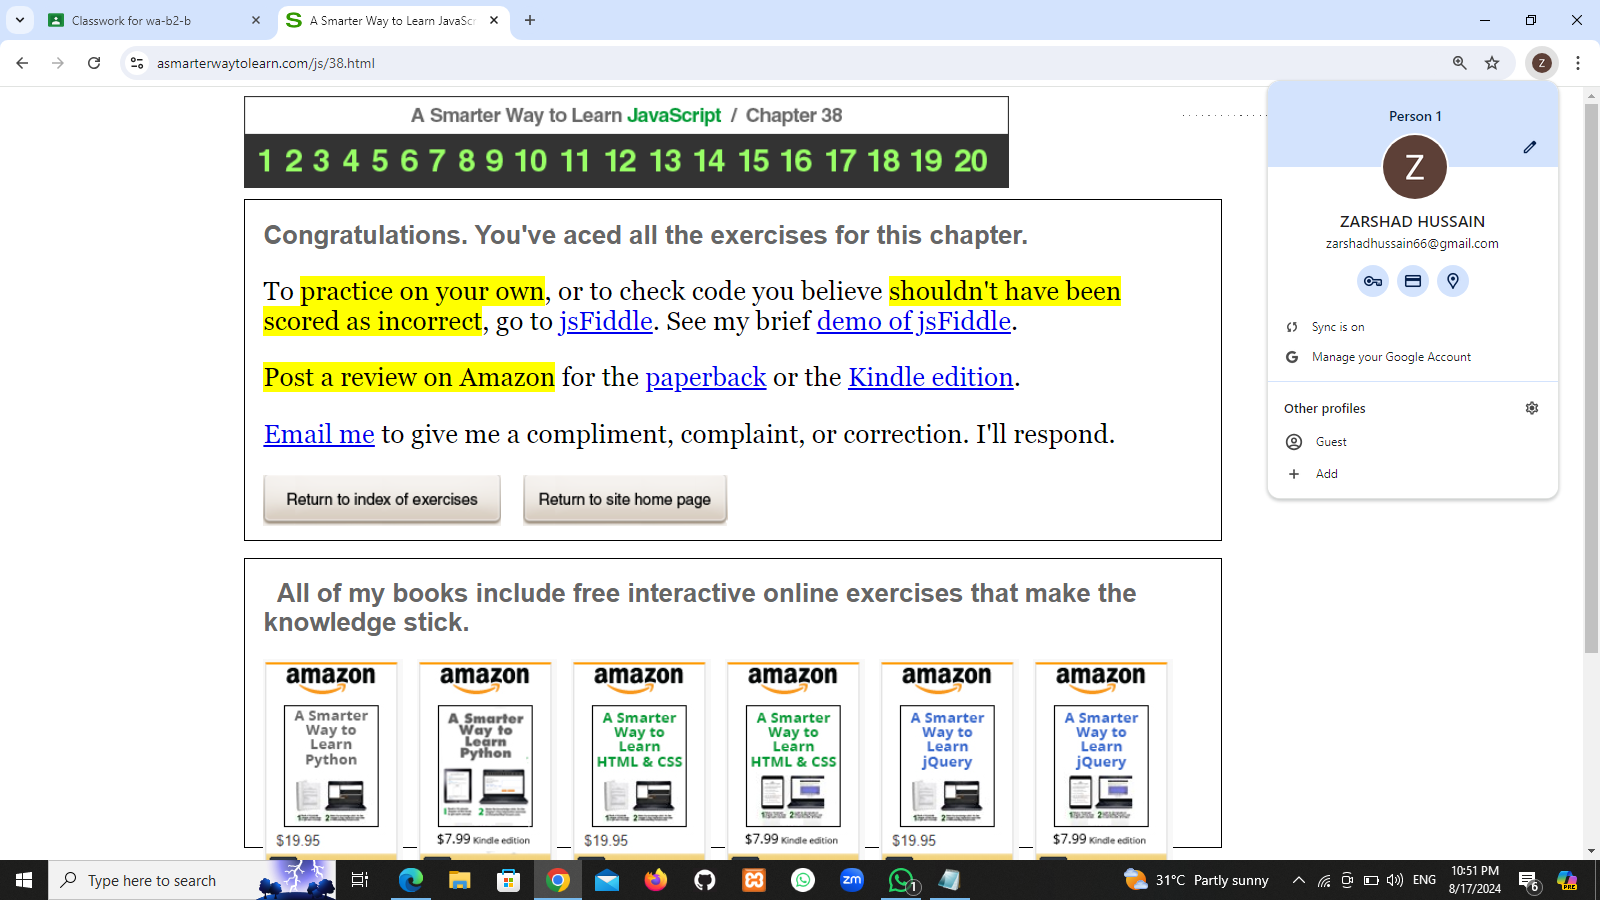 Classwork for wa-b2-b
A Smarter Way to Learn JavaSc
asmarterwaytolearn.com/js/38.html
Z
A Smarter Way to Learn JavaScript / Chapter 38
1 2 3 4 5 6 7 8 9 10 11 12 13 14 15 16 17 18 19 20
Congratulations. You've aced all the exercises for this chapter.
To practice on your own, or to check code you believe shouldn't have been
scored as incorrect, go to jsFiddle. See my brief demo of jsFiddle.
Post a review on Amazon for the paperback or the Kindle edition.
Email me to give me a compliment, complaint, or correction. I'll respond.
Return to index of exercises
Return to site home page
Person 1
Z
ZARSHAD HUSSAIN
zarshadhussain66@gmail.com
Sync is on
Manage your Google Account
Other profiles
Guest
Add
All of my books include free interactive online exercises that make the
knowledge stick.
amazon amazon amazon amazon amazon amazon
A Smarter
Way to
Learn
Python
A Smarter
Way to
Learn
Python
A Smarter
Way to
Learn
HTML & CSS
A Smarter
Way to
Learn
HTML & CSS
A Smarter
Way to
Learn
jQuery
A Smarter
Way to
Learn
jQuery
$19.95 $7.99 Kindle edition $19.95 $7.99 Kindle edition $19.95 $7.99 Kindle edition
Type here to search
zm
1
31°C Partly sunny
ENG
10:51 PM
8/17/2024
6
PRE